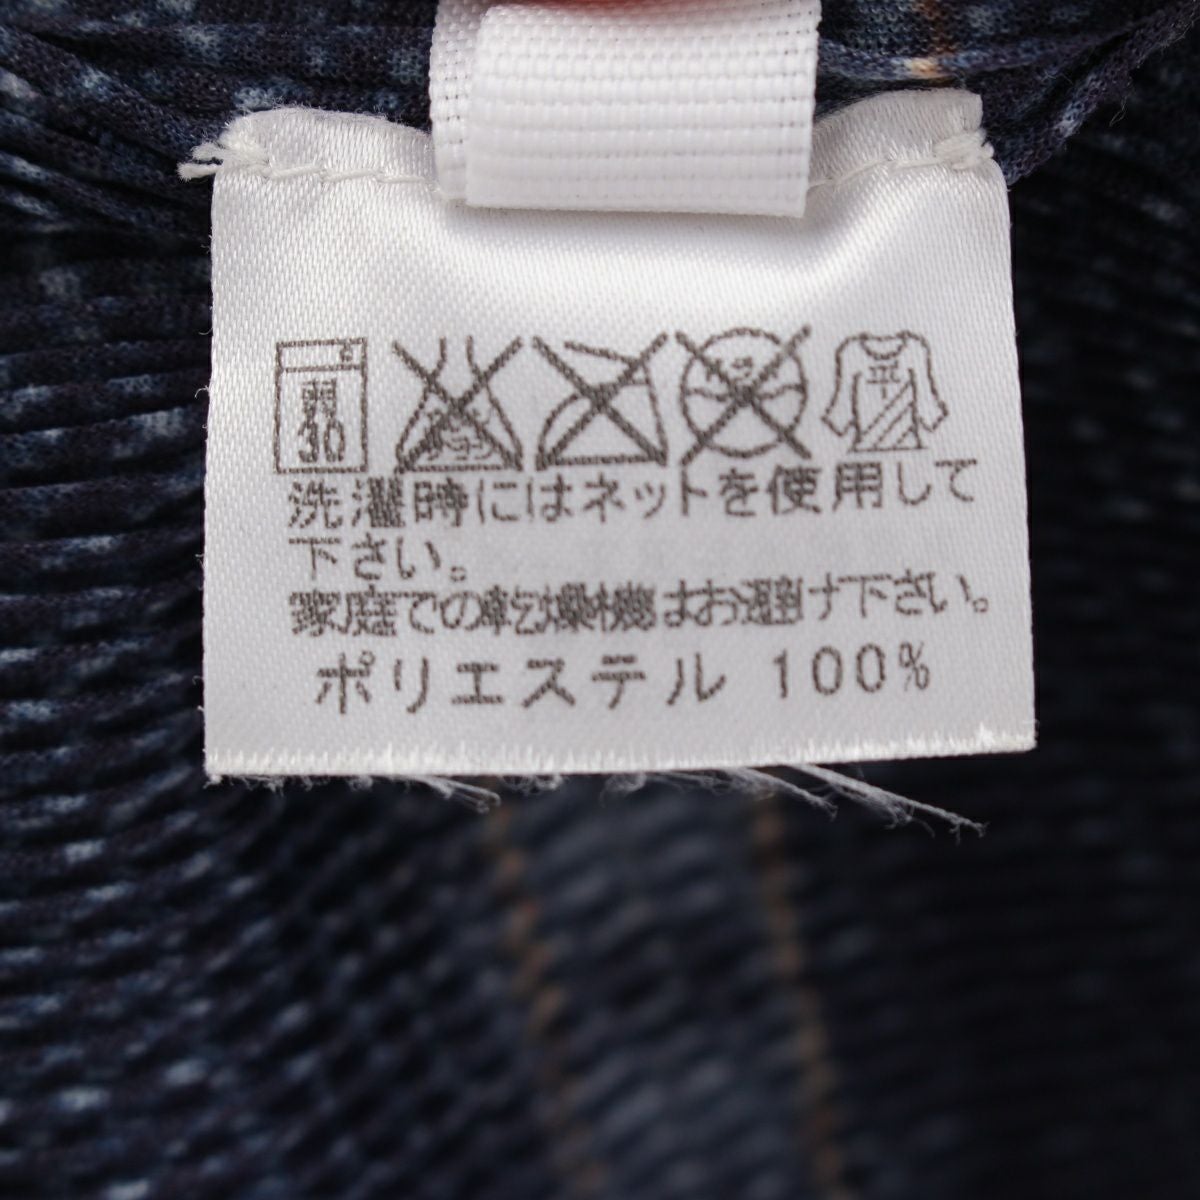 弱
30
平
洗濯時にはネットを使用して
下さい。
家庭での乾燥機はお避け下さい。
ポリエステル 100%